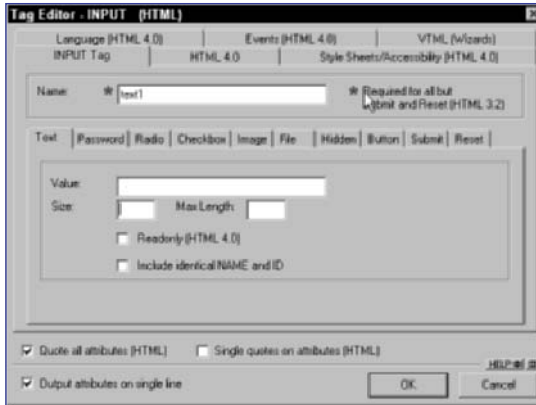 Tag Editor - INPUT (HTML)
Language (HTML 4.0) Events (HTML 4.0) VTML (Wizards)
INPUT Tag HTML 4.0 Style Sheets/Accessibility (HTML 4.0)
Name: * text1 * Required for all but
Submit and Reset (HTML 3.2)
Text Password Radio Checkbox Image File Hidden Button Submit Reset
Value:
Size: Max Length:
Readonly (HTML 4.0)
Include identical NAME and ID
Quote all attributes (HTML) Single quotes on attributes (HTML)
HELP
Output attributes on single line OK Cancel